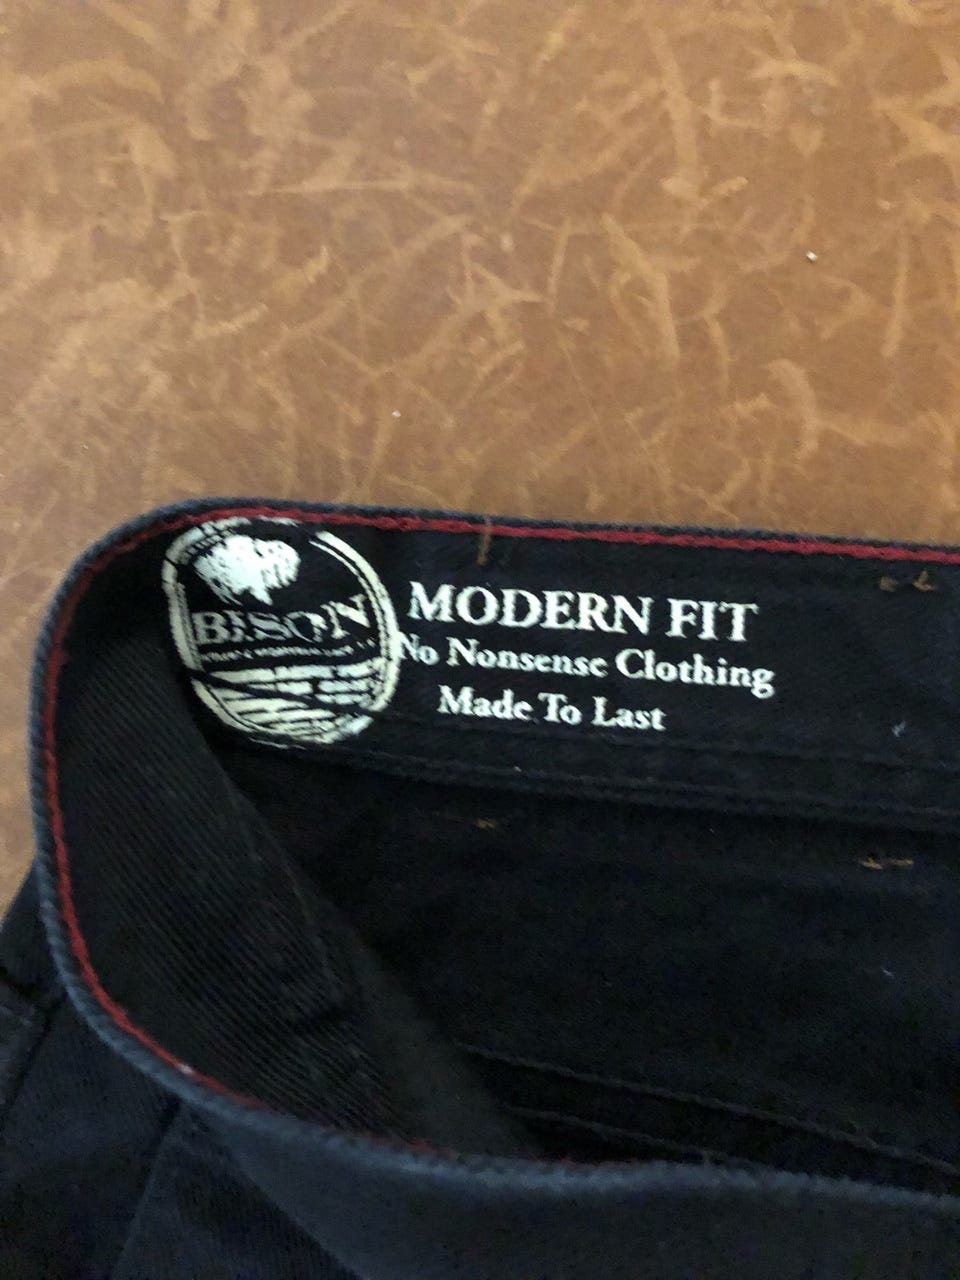 BISON
MODERN FIT
No Nonsense Clothing
Made To Last